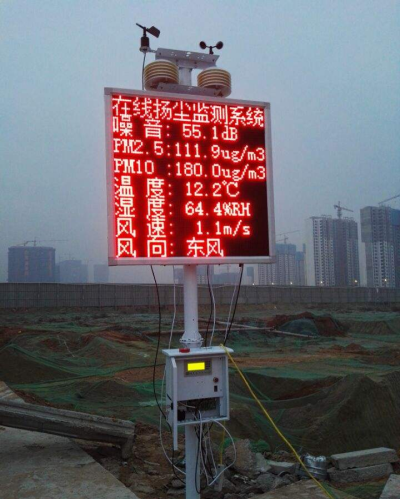 在线扬尘监测系统
噪 音: 55.1dB
PM2.5:111.9ug/m3
PM10 :180.0ug/m3
温 度: 12.2℃
湿 度: 64.4%RH
风 速: 1.1m/s
风 向: 东风